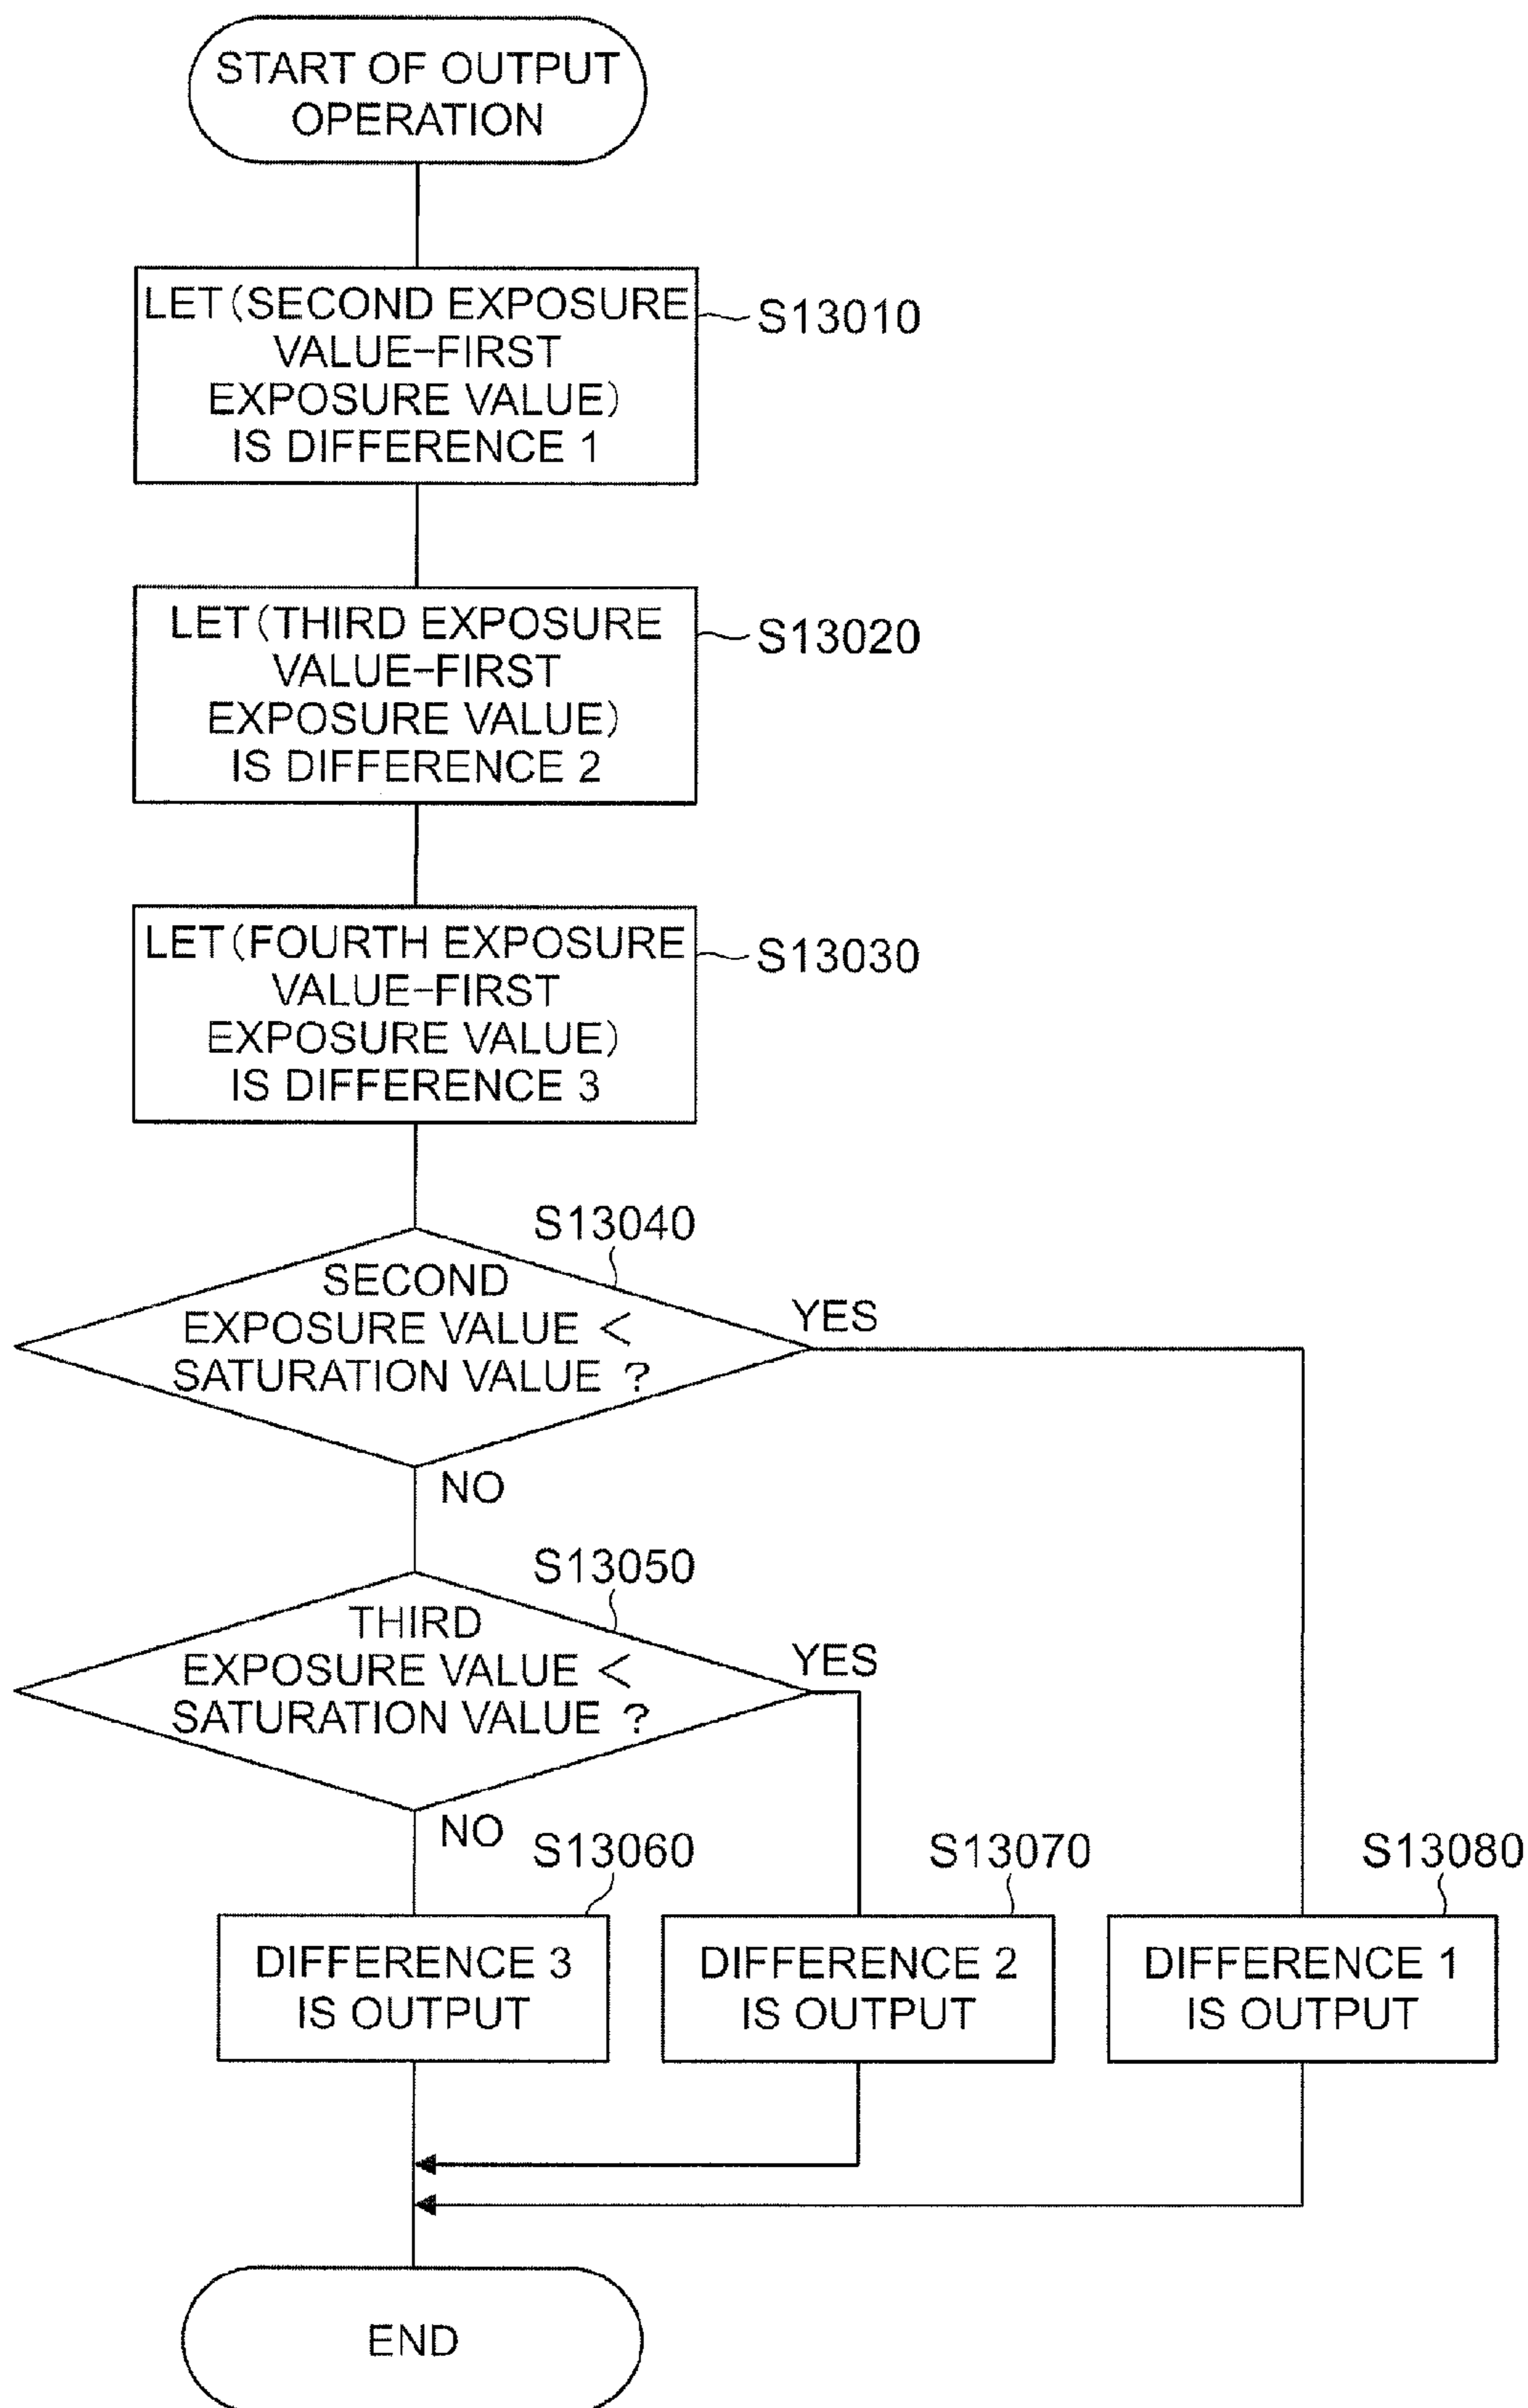 START OF OUTPUT
OPERATION
LET(SECOND EXPOSURE
VALUE-FIRST
EXPOSURE VALUE)
IS DIFFERENCE 1
S13010
LET(THIRD EXPOSURE
VALUE-FIRST
EXPOSURE VALUE)
IS DIFFERENCE 2
S13020
LET(FOURTH EXPOSURE
VALUE-FIRST
EXPOSURE VALUE)
IS DIFFERENCE 3
S13030
S13040
SECOND
EXPOSURE VALUE <
SATURATION VALUE ?
YES
NO
S13050
THIRD
EXPOSURE VALUE <
SATURATION VALUE ?
YES
NO
S13060
DIFFERENCE 3
IS OUTPUT
S13070
DIFFERENCE 2
IS OUTPUT
S13080
DIFFERENCE 1
IS OUTPUT
END